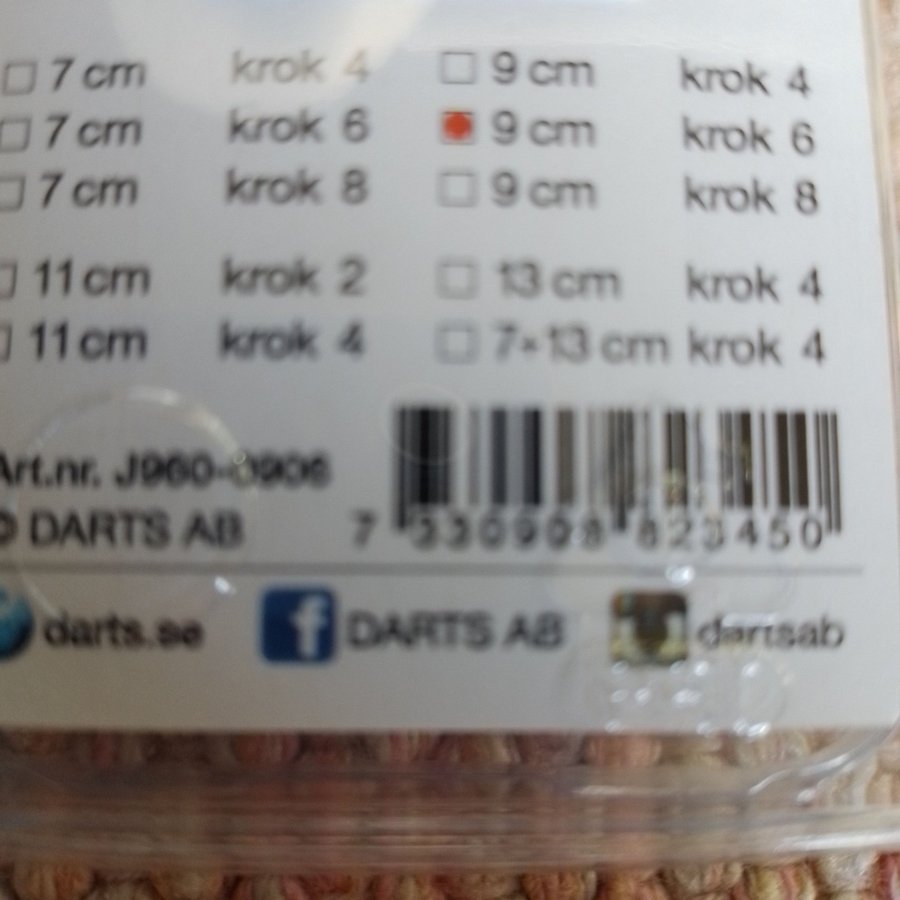 7 cm krok 4 9 cm krok 4
7 cm krok 6 9 cm krok 6
7 cm krok 8 9 cm krok 8
11 cm krok 2 13 cm krok 4
11 cm krok 4 7+13 cm krok 4
Art.nr. J960-0906
© DARTS AB 7 330908 823450
darts.se f DARTS AB dartsab